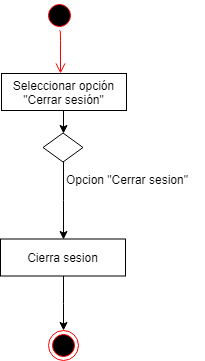 Seleccionar opción
"Cerrar sesión"
Opcion "Cerrar sesion"
Cierra sesion